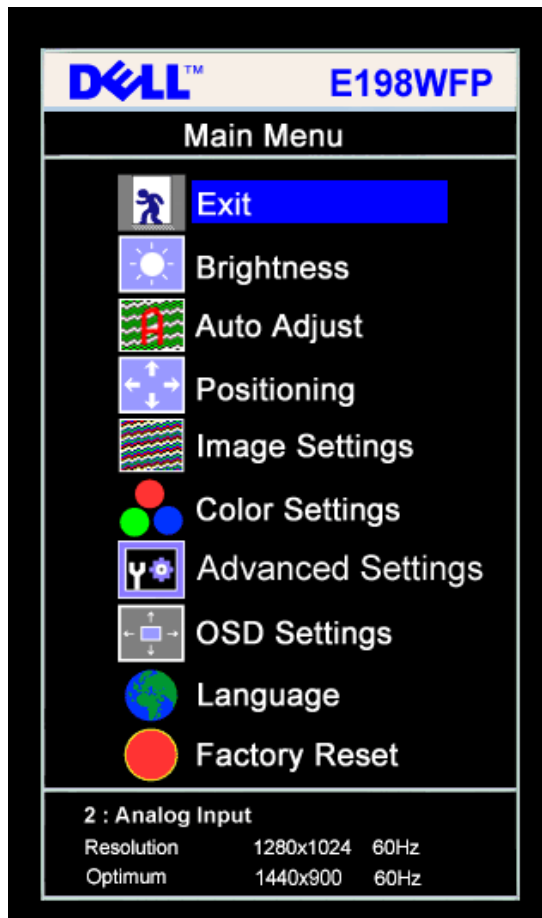 DELL™ E198WFP
Main Menu
Exit
Brightness
Auto Adjust
Positioning
Image Settings
Color Settings
Advanced Settings
OSD Settings
Language
Factory Reset
2 : Analog Input
Resolution 1280x1024 60Hz
Optimum 1440x900 60Hz